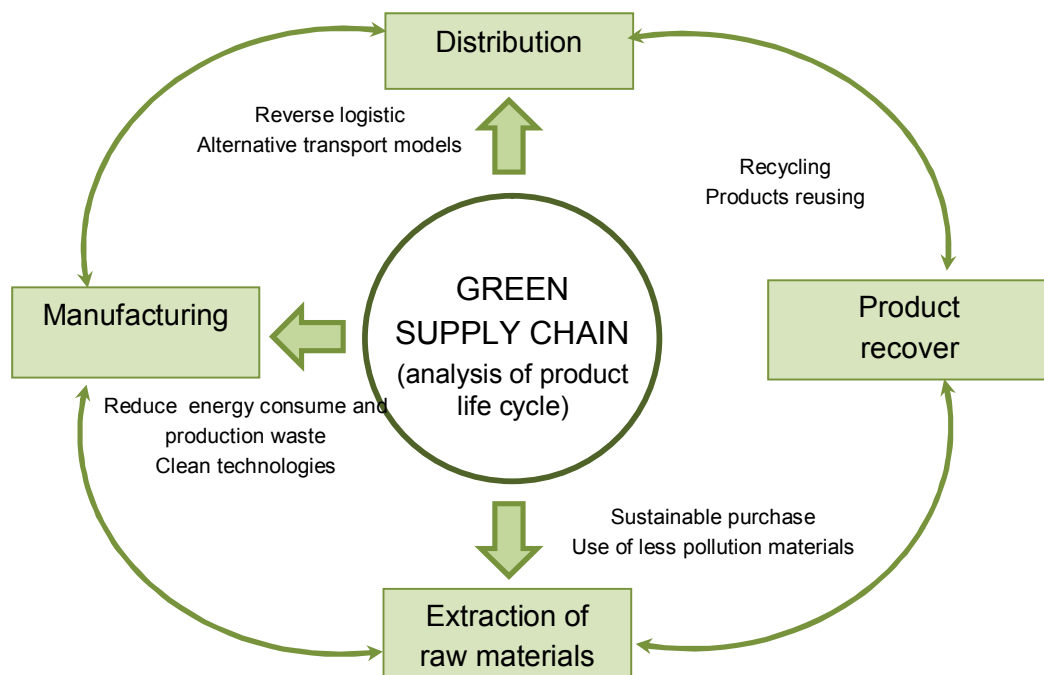 Distribution
Reverse logistic
Alternative transport models
Recycling
Products reusing
GREEN
SUPPLY CHAIN
(analysis of product
life cycle)
Manufacturing
Product
recover
Reduce energy consume and
production waste
Clean technologies
Sustainable purchase
Use of less pollution materials
Extraction of
raw materials